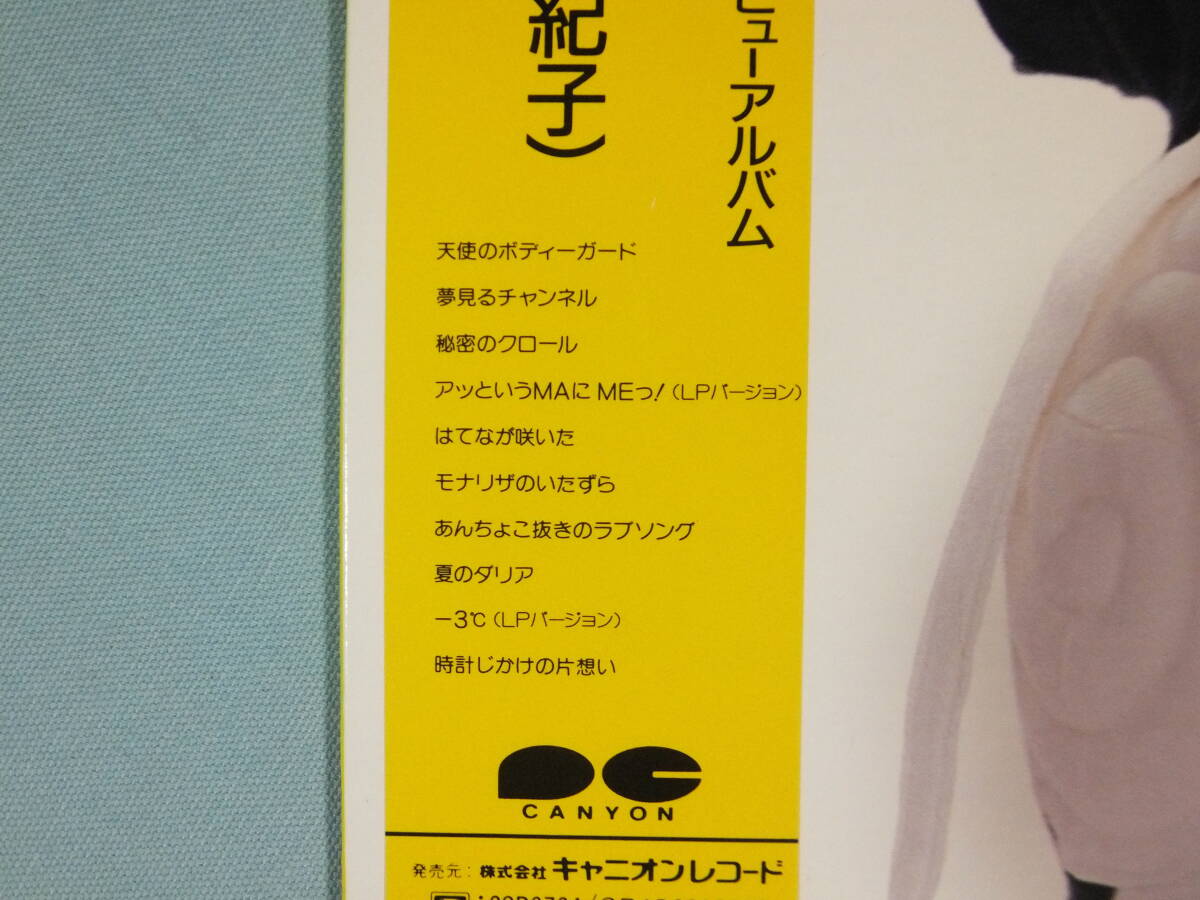 ューアルバム
紀子)
天使のボディーガード
夢見るチャンネル
秘密のクロール
アッというMAにMEっ!(LPバージョン)
はてなが咲いた
モナリザのいたずら
あんちょこ抜きのラブソング
夏のダリア
−3℃(LPバージョン)
時計じかけの片想い
PC
CANYON
発売元:株式会社キャニオンレコード